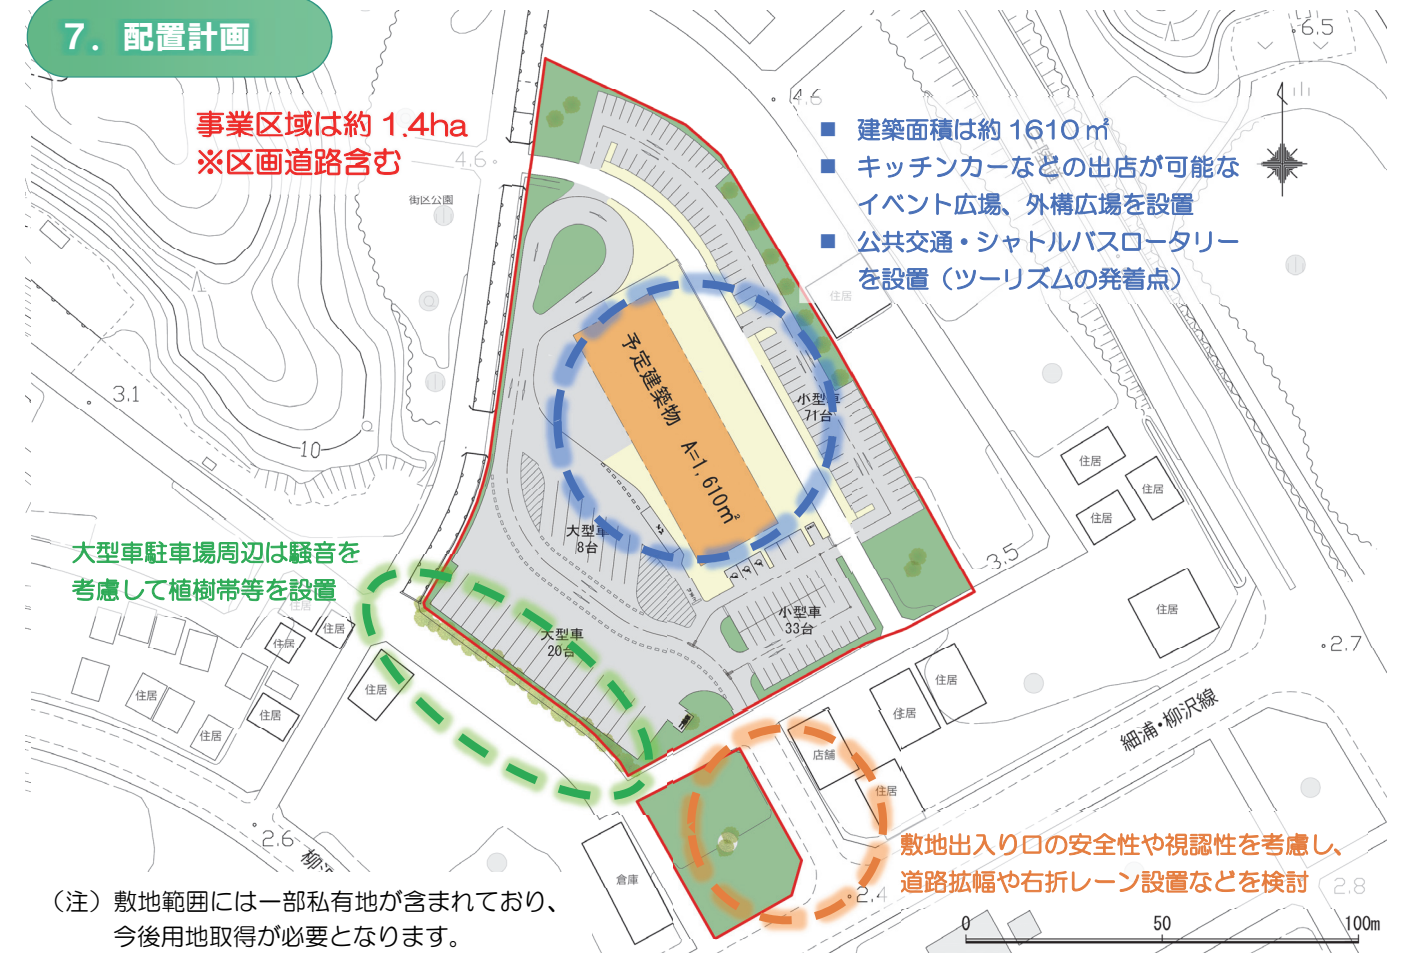 7．配置計画
事業区域は約 1.4ha
※区画道路含む
■ 建築面積は約 1610 ㎡
■ キッチンカーなどの出店が可能な
イベント広場、外構広場を設置
■ 公共交通・シャトルバスロータリー
を設置（ツーリズムの発着点）
6.5
4.6
4.6
街区公園
住居
3.1
10
予定建築物 A=1,610㎡
小型車
71台
大型車
8台
小型車
33台
大型車
20台
3.5
住居
住居
住居
住居
2.7
大型車駐車場周辺は騒音を
考慮して植樹帯等を設置
住居
住居
住居
住居
住居
住居
住居
住居
住居
店舗
住居
細浦・柳沢線
2.6
倉庫
2.4
2.8
敷地出入り口の安全性や視認性を考慮し、
道路拡幅や右折レーン設置などを検討
（注）敷地範囲には一部私有地が含まれており、
今後用地取得が必要となります。
0 50 100m